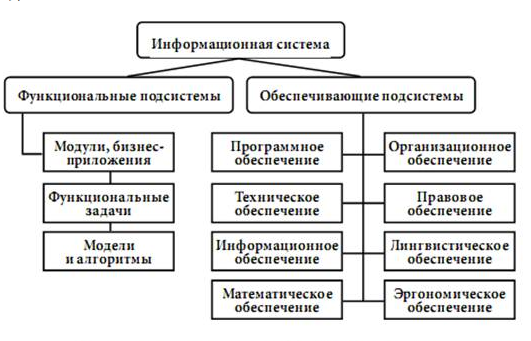 Информационная система
Функциональные подсистемы
Обеспечивающие подсистемы
Модули, бизнес-
приложения
Функциональные
задачи
Модели
и алгоритмы
Программное
обеспечение
Организационное
обеспечение
Техническое
обеспечение
Правовое
обеспечение
Информационное
обеспечение
Лингвистическое
обеспечение
Математическое
обеспечение
Эргономическое
обеспечение